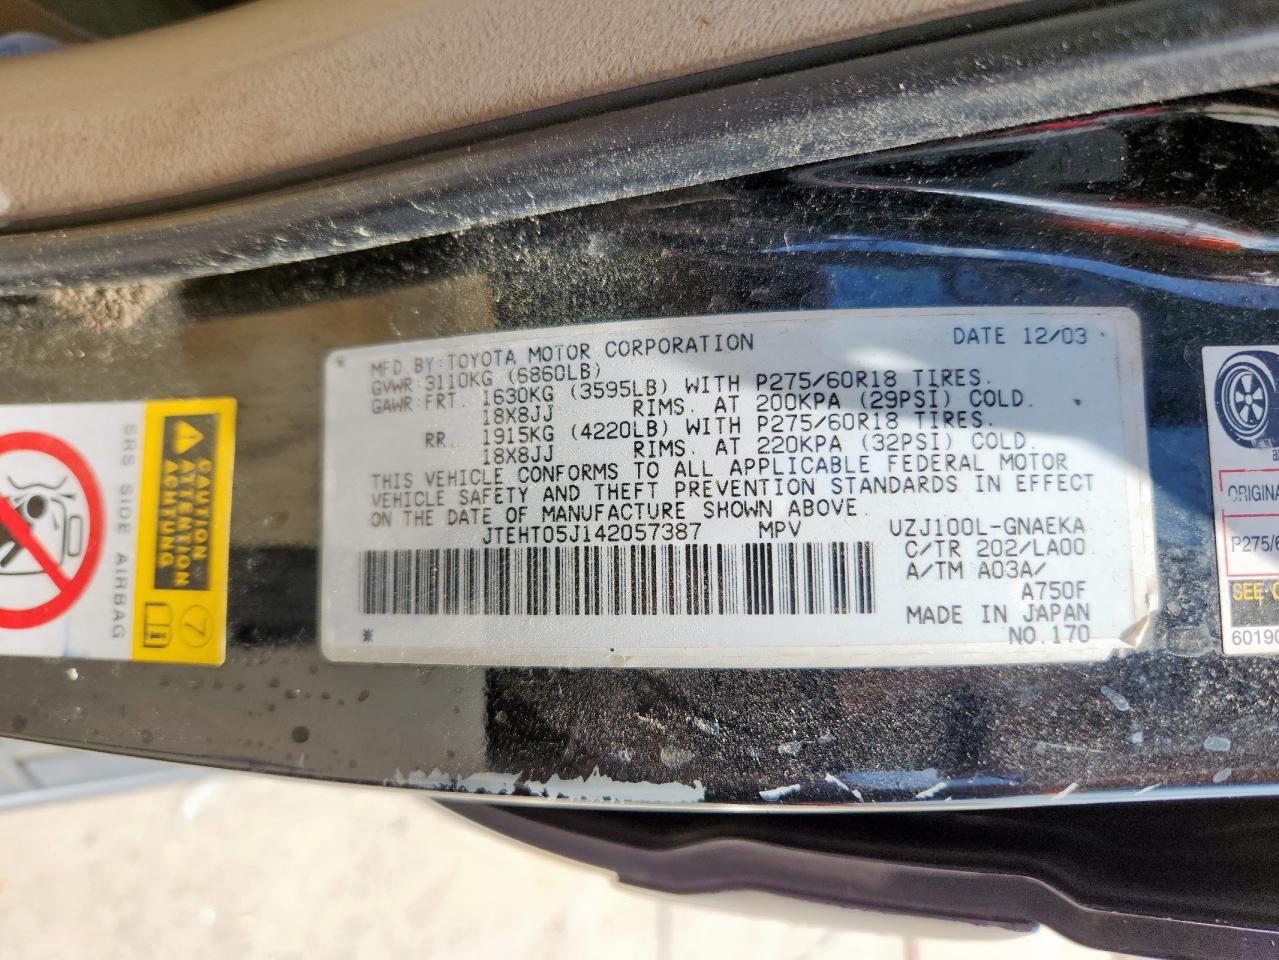 MFD BY: TOYOTA MOTOR CORPORATION DATE 12/03
GVWR 3110KG (6860LB)
GAWR FRT. 1630KG (3595LB) WITH P275/60R18 TIRES.
18X8JJ RIMS. AT 200KPA (29PSI) COLD.
RR. 1915KG (4220LB) WITH P275/60R18 TIRES.
18X8JJ RIMS. AT 220KPA (32PSI) COLD.
THIS VEHICLE CONFORMS TO ALL APPLICABLE FEDERAL MOTOR
VEHICLE SAFETY AND THEFT PREVENTION STANDARDS IN EFFECT
ON THE DATE OF MANUFACTURE SHOWN ABOVE.
JTEHT05J142057387 MPV UZJ100L-GNAEKA
C/TR 202/LA00
A/TM A03A/
A750F
MADE IN JAPAN
NO.170
CAUTION
ATTENTION
ACHTUNG
7
SRS SIDE AIRBAG
ORIGINA
P275/6
SEE
60190